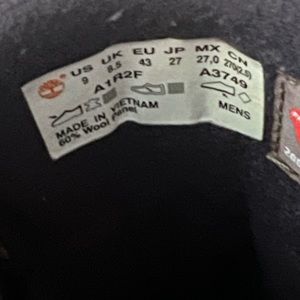 US UK EU JP MX CN
9 8.5 43 27 27,0 270(2.5)
A1R2F A3749
MADE IN VIETNAM MENS
60% Wool Panel